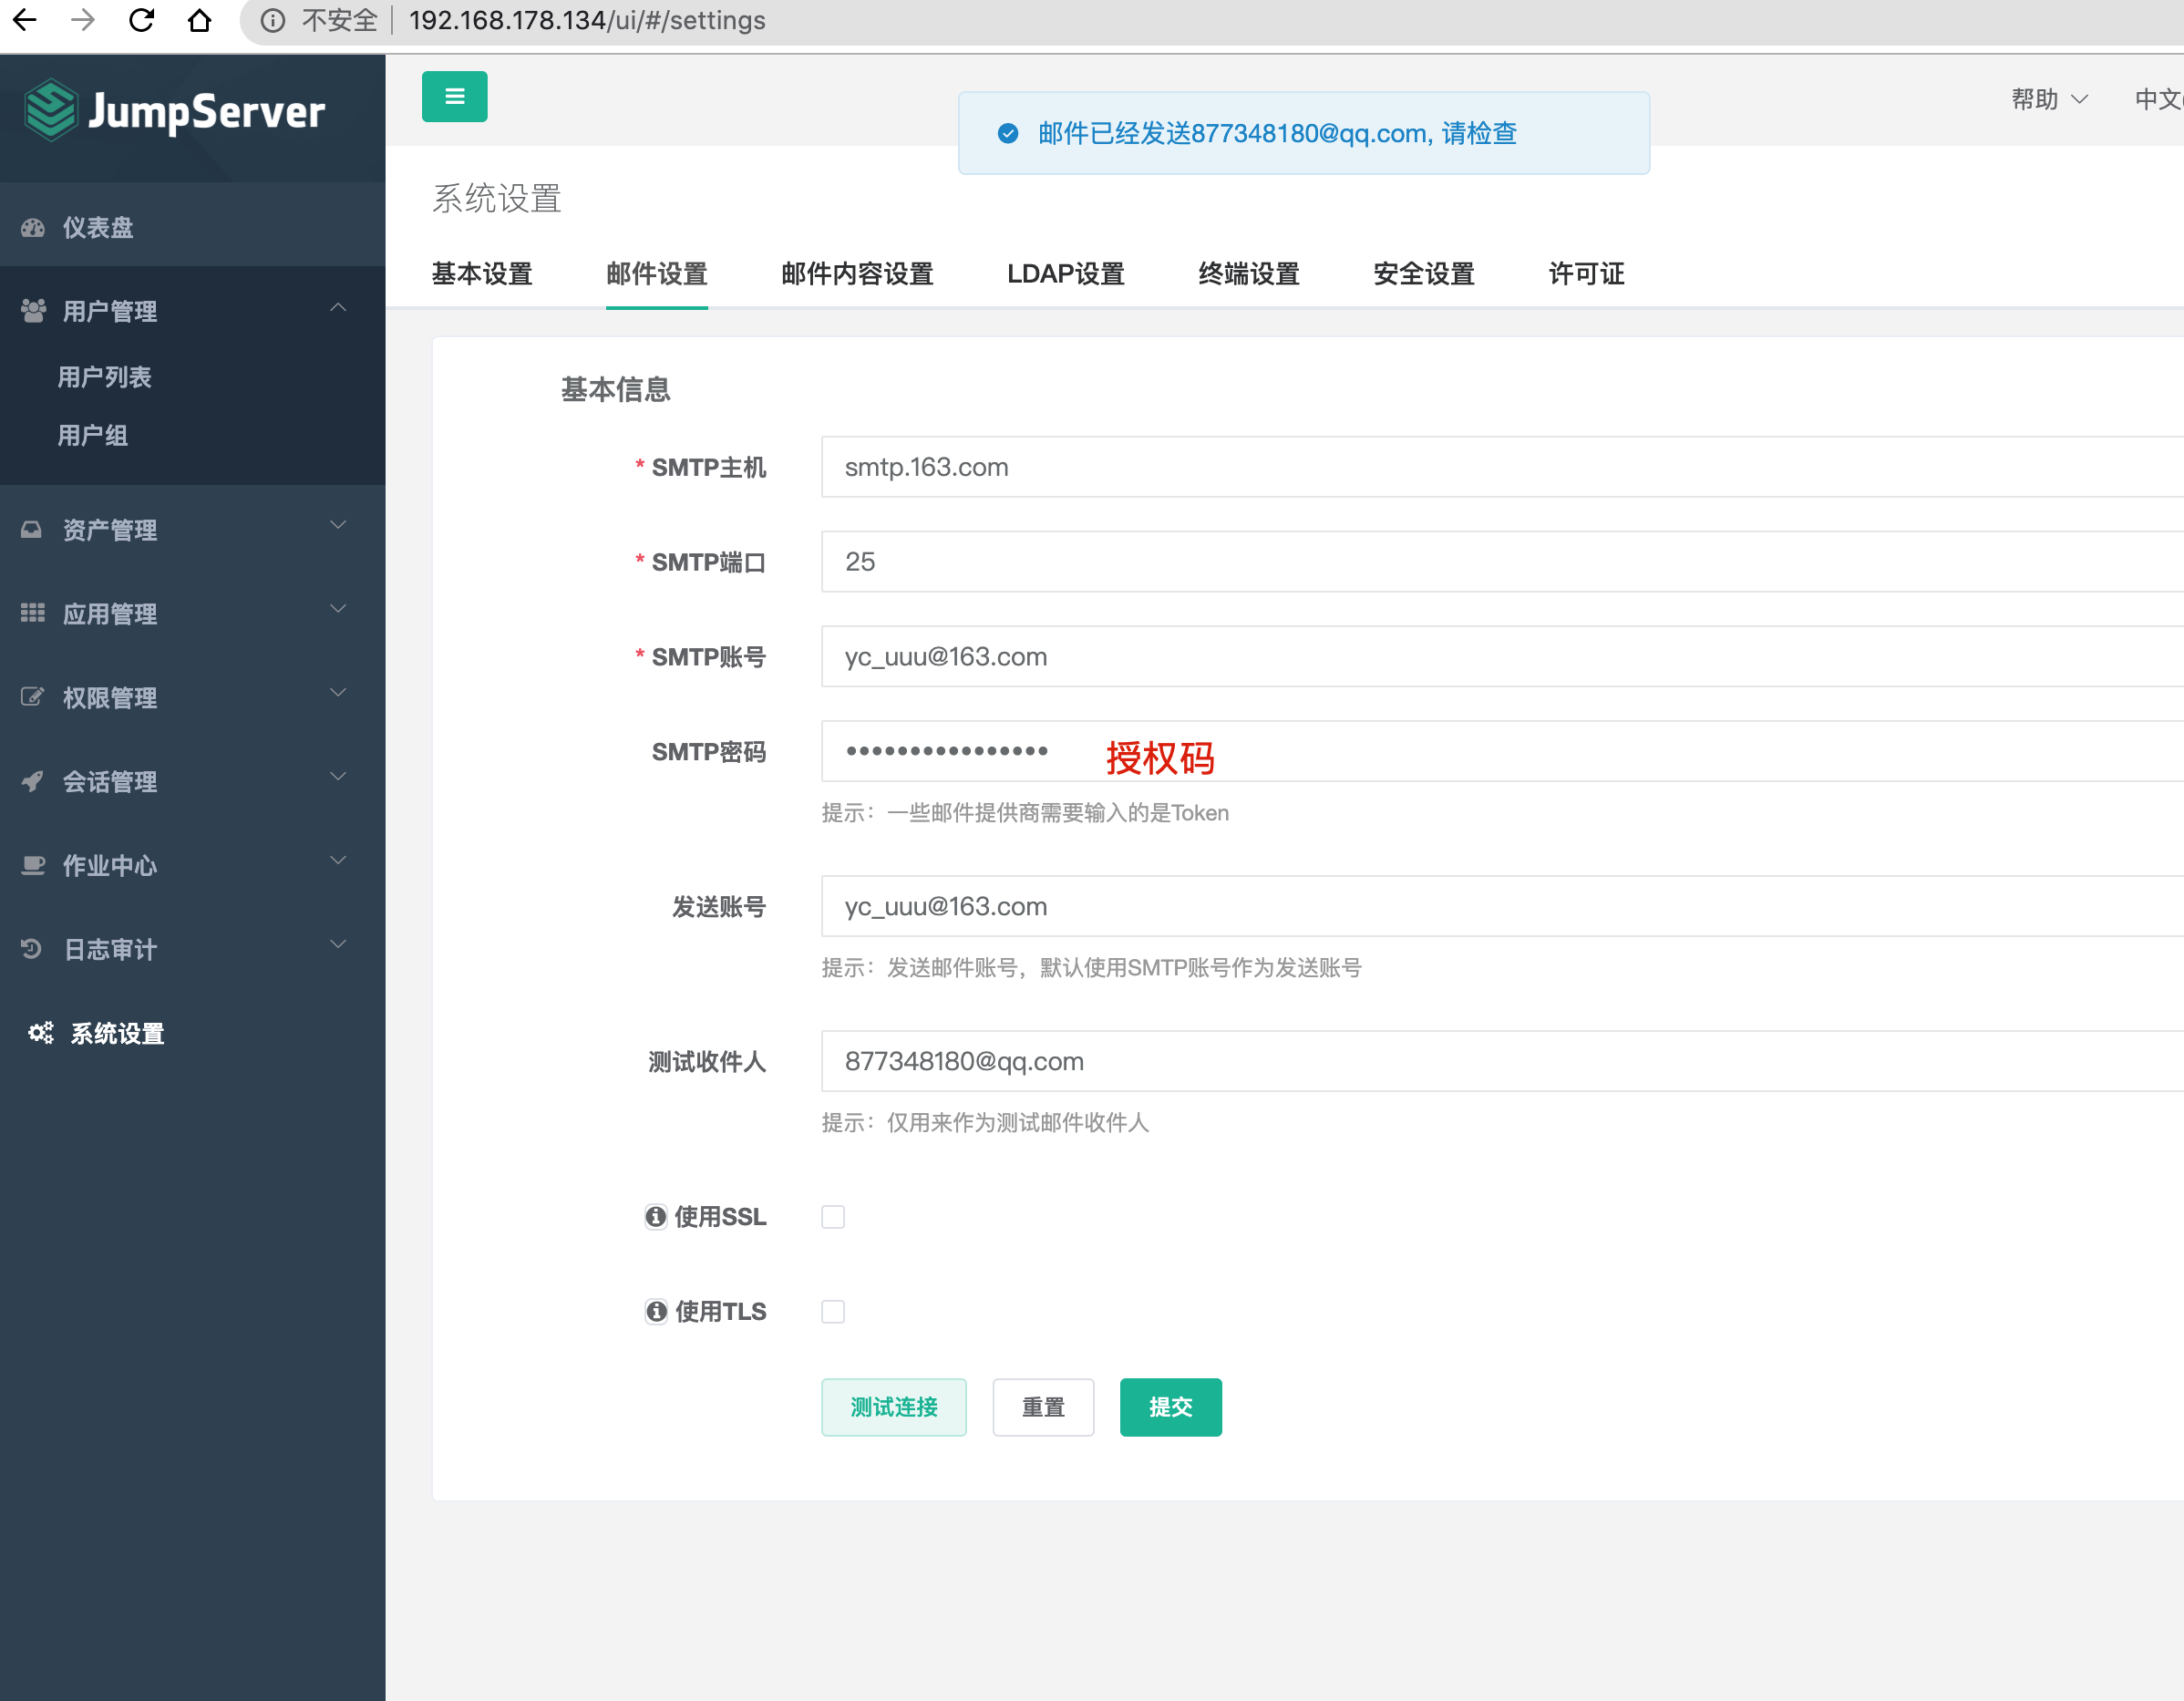 不安全 192.168.178.134/ui/#/settings
JumpServer
帮助
中文
邮件已经发送877348180@qq.com, 请检查
系统设置
基本设置 邮件设置 邮件内容设置 LDAP设置 终端设置 安全设置 许可证
仪表盘
用户管理
用户列表
用户组
资产管理
应用管理
权限管理
会话管理
作业中心
日志审计
系统设置
基本信息
* SMTP主机 smtp.163.com
* SMTP端口 25
* SMTP账号 yc_uuu@163.com
SMTP密码 •••••••••••••••• 授权码
提示：一些邮件提供商需要输入的是Token
发送账号 yc_uuu@163.com
提示：发送邮件账号，默认使用SMTP账号作为发送账号
测试收件人 877348180@qq.com
提示：仅用来作为测试邮件收件人
使用SSL
使用TLS
测试连接 重置 提交